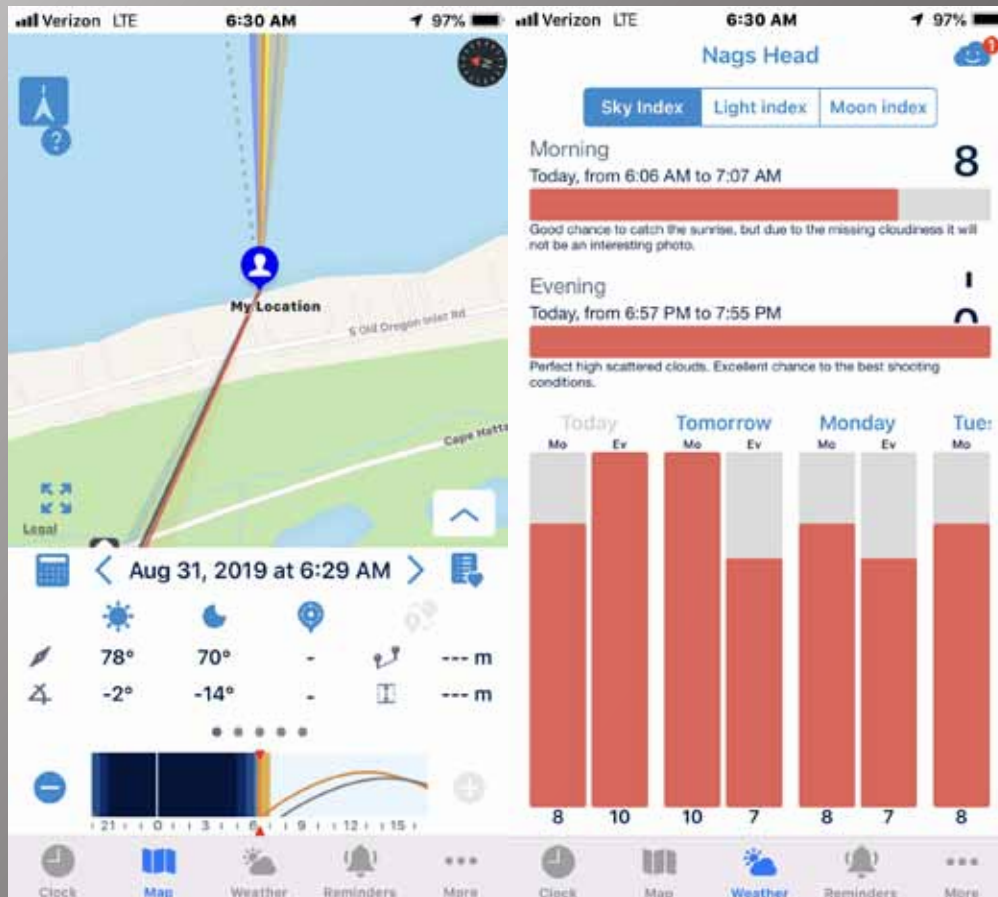 Verizon LTE 6:30 AM 97%
?
N
My Location
S Old Oregon Inlet Rd
Cape Hatta
Legal
Aug 31, 2019 at 6:29 AM
78° 70° - --- m
-2° -14° - --- m
21 0 3 6 9 12 15
Clock Map Weather Reminders More
Verizon LTE 6:30 AM 97%
Nags Head
1
Sky Index Light index Moon index
Morning
8
Today, from 6:06 AM to 7:07 AM
Good chance to catch the sunrise, but due to the missing cloudiness it will
not be an interesting photo.
Evening
Today, from 6:57 PM to 7:55 PM
Perfect high scattered clouds. Excellent chance to the best shooting
conditions.
Today Tomorrow Monday Tue
Mo Ev Mo Ev Mo Ev Mo
8 10 10 7 8 7 8
Clock Map Weather Reminders More